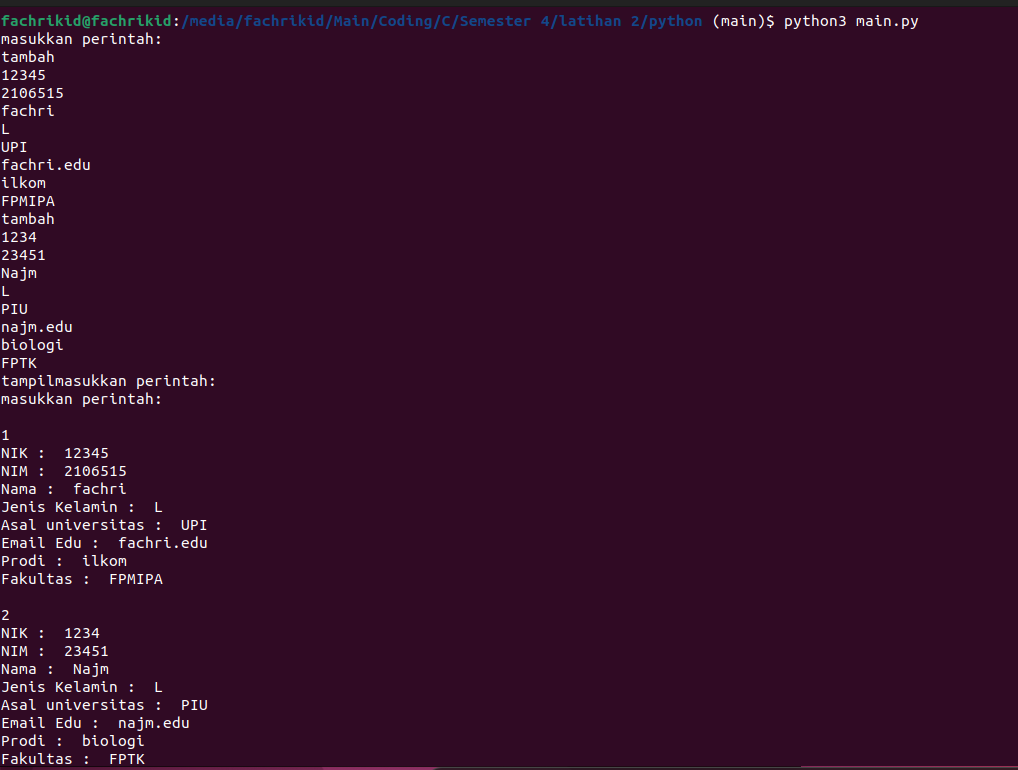 fachrikid@fachrikid:/media/fachrikid/Main/Coding/C/Semester 4/latihan 2/python (main)$ python3 main.py
masukkan perintah:
tambah
12345
2106515
fachri
L
UPI
fachri.edu
ilkom
FPMIPA
tambah
1234
23451
Najm
L
PIU
najm.edu
biologi
FPTK
tampilmasukkan perintah:
masukkan perintah:
1
NIK :  12345
NIM :  2106515
Nama :  fachri
Jenis Kelamin :  L
Asal universitas :  UPI
Email Edu :  fachri.edu
Prodi :  ilkom
Fakultas :  FPMIPA
2
NIK :  1234
NIM :  23451
Nama :  Najm
Jenis Kelamin :  L
Asal universitas :  PIU
Email Edu :  najm.edu
Prodi :  biologi
Fakultas :  FPTK